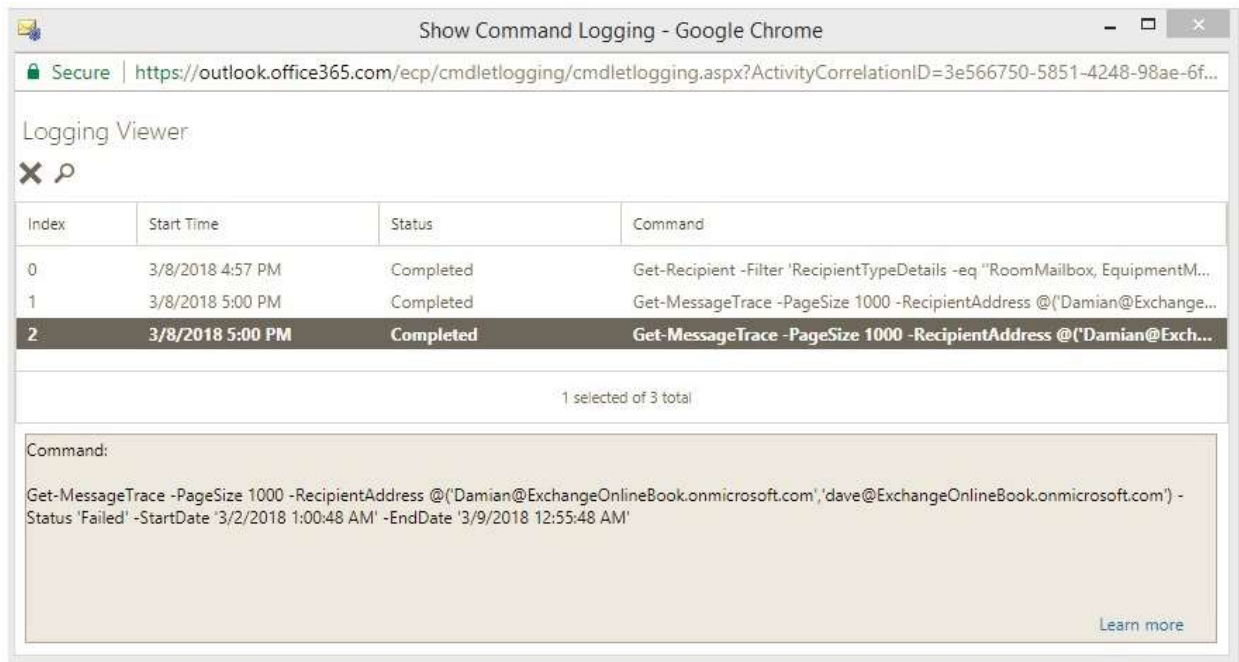 Show Command Logging - Google Chrome
Secure | https://outlook.office365.com/ecp/cmdletlogging/cmdletlogging.aspx?ActivityCorrelationID=3e566750-5851-4248-98ae-6f...
Logging Viewer
Index Start Time Status Command
0 3/8/2018 4:57 PM Completed Get-Recipient -Filter 'RecipientTypeDetails -eq ''RoomMailbox, EquipmentM...
1 3/8/2018 5:00 PM Completed Get-MessageTrace -PageSize 1000 -RecipientAddress @('Damian@Exchange...
2 3/8/2018 5:00 PM Completed Get-MessageTrace -PageSize 1000 -RecipientAddress @('Damian@Exch...
1 selected of 3 total
Command:
Get-MessageTrace -PageSize 1000 -RecipientAddress @('Damian@ExchangeOnlineBook.onmicrosoft.com','dave@ExchangeOnlineBook.onmicrosoft.com') -
Status 'Failed' -StartDate '3/2/2018 1:00:48 AM' -EndDate '3/9/2018 12:55:48 AM'
Learn more